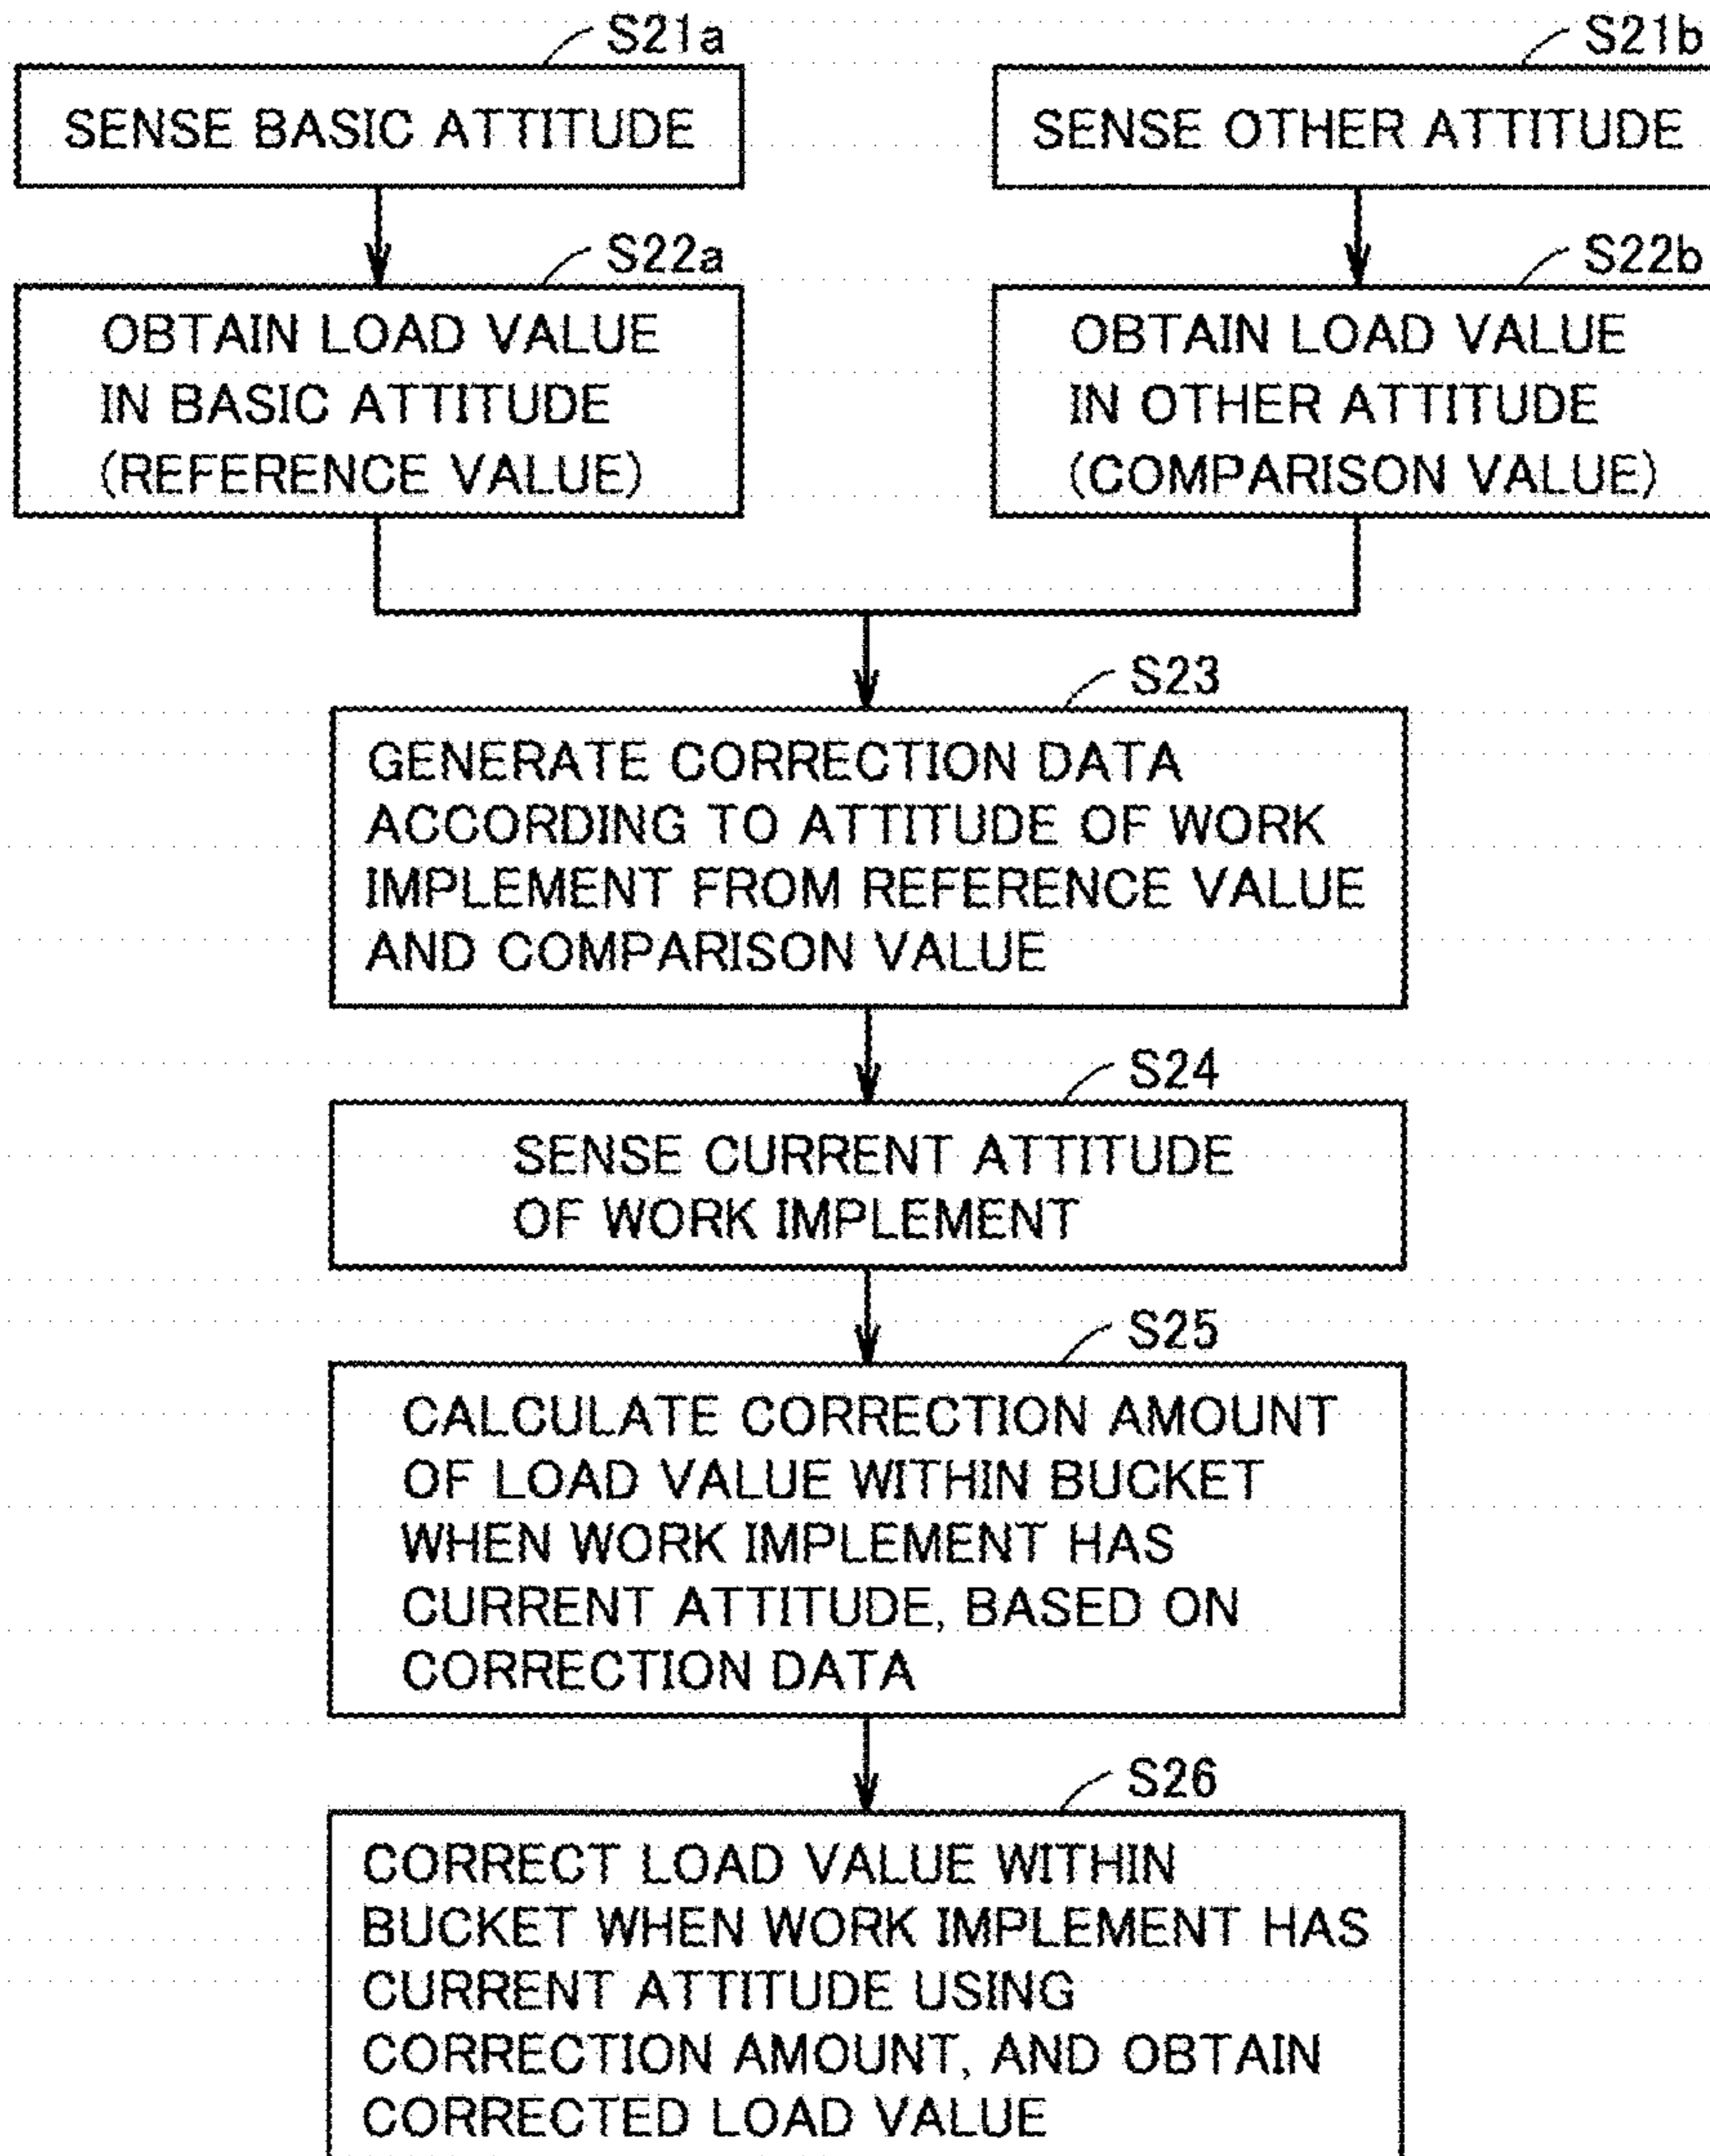 S21a
SENSE BASIC ATTITUDE
S21b
SENSE OTHER ATTITUDE
S22a
OBTAIN LOAD VALUE
IN BASIC ATTITUDE
(REFERENCE VALUE)
S22b
OBTAIN LOAD VALUE
IN OTHER ATTITUDE
(COMPARISON VALUE)
S23
GENERATE CORRECTION DATA
ACCORDING TO ATTITUDE OF WORK
IMPLEMENT FROM REFERENCE VALUE
AND COMPARISON VALUE
S24
SENSE CURRENT ATTITUDE
OF WORK IMPLEMENT
S25
CALCULATE CORRECTION AMOUNT
OF LOAD VALUE WITHIN BUCKET
WHEN WORK IMPLEMENT HAS
CURRENT ATTITUDE, BASED ON
CORRECTION DATA
S26
CORRECT LOAD VALUE WITHIN
BUCKET WHEN WORK IMPLEMENT HAS
CURRENT ATTITUDE USING
CORRECTION AMOUNT, AND OBTAIN
CORRECTED LOAD VALUE